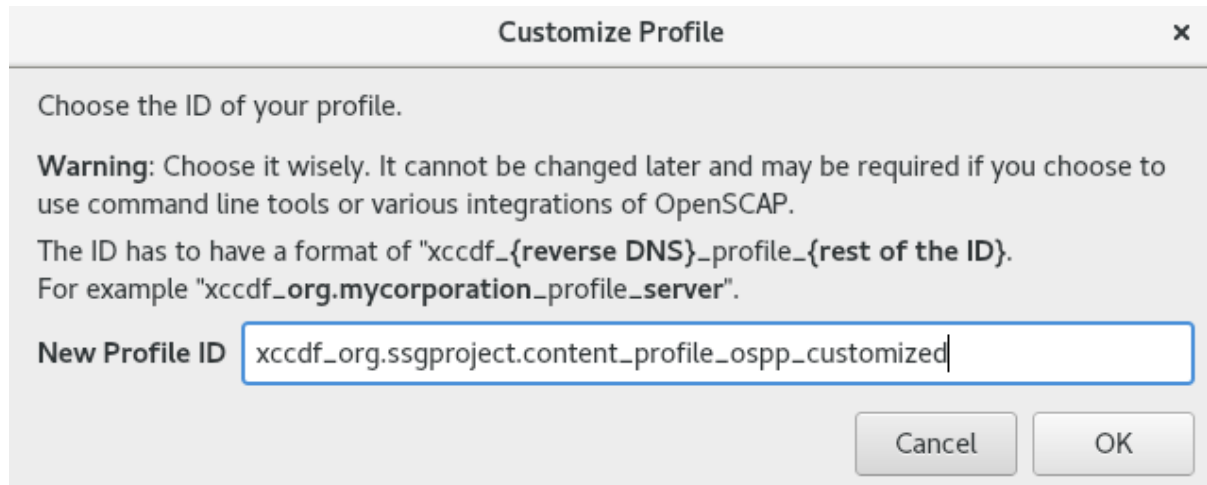 Customize Profile
Choose the ID of your profile.
Warning: Choose it wisely. It cannot be changed later and may be required if you choose to
use command line tools or various integrations of OpenSCAP.
The ID has to have a format of "xccdf_{reverse DNS}_profile_{rest of the ID}.
For example "xccdf_org.mycorporation_profile_server".
New Profile ID xccdf_org.ssgproject.content_profile_ospp_customized
Cancel OK